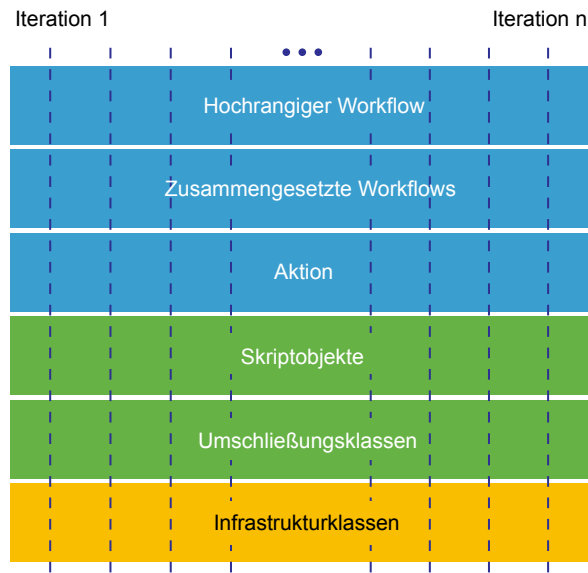 Iteration 1
Iteration n
...
Hochrangiger Workflow
Zusammengesetzte Workflows
Aktion
Skriptobjekte
Umschließungsklassen
Infrastrukturklassen